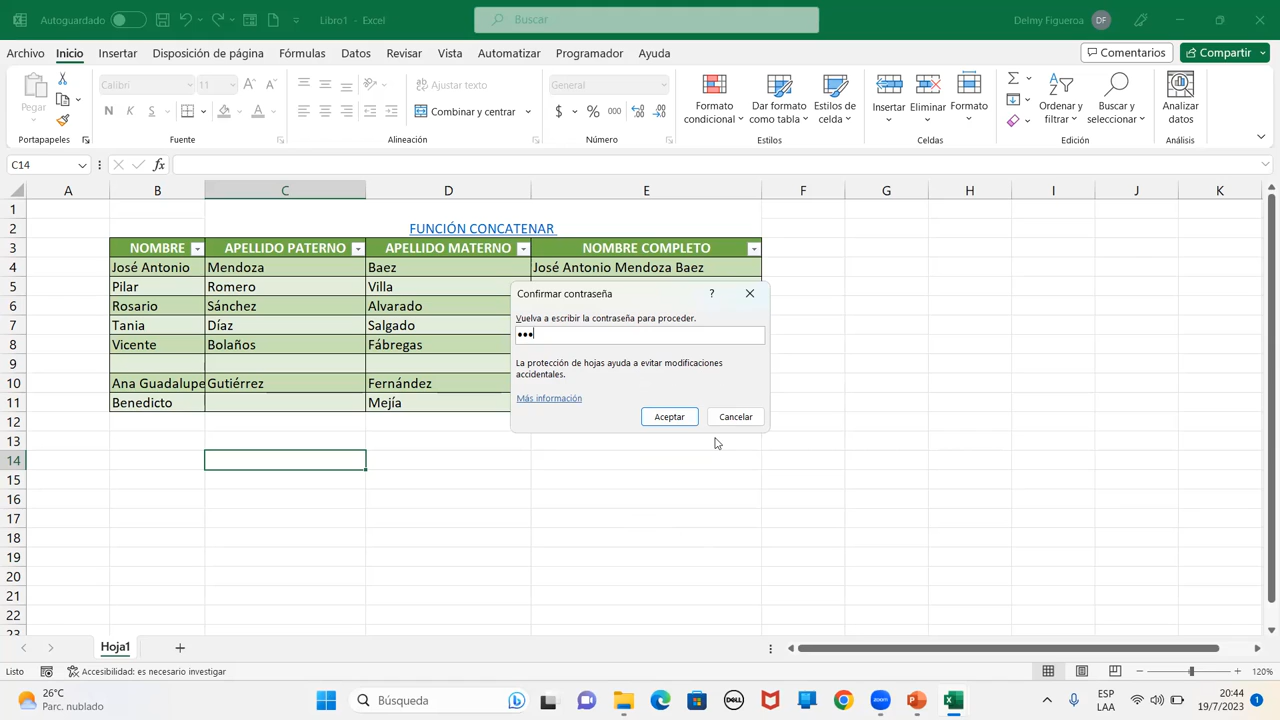 Autoguardado Libro1 - Excel Buscar Delmy Figueroa DF
Archivo Inicio Insertar Disposición de página Fórmulas Datos Revisar Vista Automatizar Programador Ayuda Comentarios Compartir
Pegar
Portapapeles
Calibri 11
N K S
Fuente
Ajustar texto
Combinar y centrar
Alineación
General
$ %
Número
Formato condicional
Dar formato como tabla
Estilos de celda
Estilos
Insertar
Eliminar
Formato
Celdas
Ordenar y filtrar
Buscar y seleccionar
Edición
Analizar datos
Análisis
C14 fx
A B C D E F G H I J K
1
2 FUNCIÓN CONCATENAR
3 NOMBRE APELLIDO PATERNO APELLIDO MATERNO NOMBRE COMPLETO
4 José Antonio Mendoza Baez José Antonio Mendoza Baez
5 Pilar Romero Villa
6 Rosario Sánchez Alvarado
7 Tania Díaz Salgado
8 Vicente Bolaños Fábregas
9
10 Ana Guadalupe Gutiérrez Fernández
11 Benedicto Mejía
12
13
14
15
16
17
18
19
20
21
22
23
Confirmar contraseña ?
Vuelva a escribir la contraseña para proceder.
•••
La protección de hojas ayuda a evitar modificaciones
accidentales.
Más información
Aceptar Cancelar
Hoja1
Listo Accesibilidad: es necesario investigar 120%
26°C
Parc. nublado
Búsqueda
DELL
ESP
LAA
20:44
19/7/2023
1